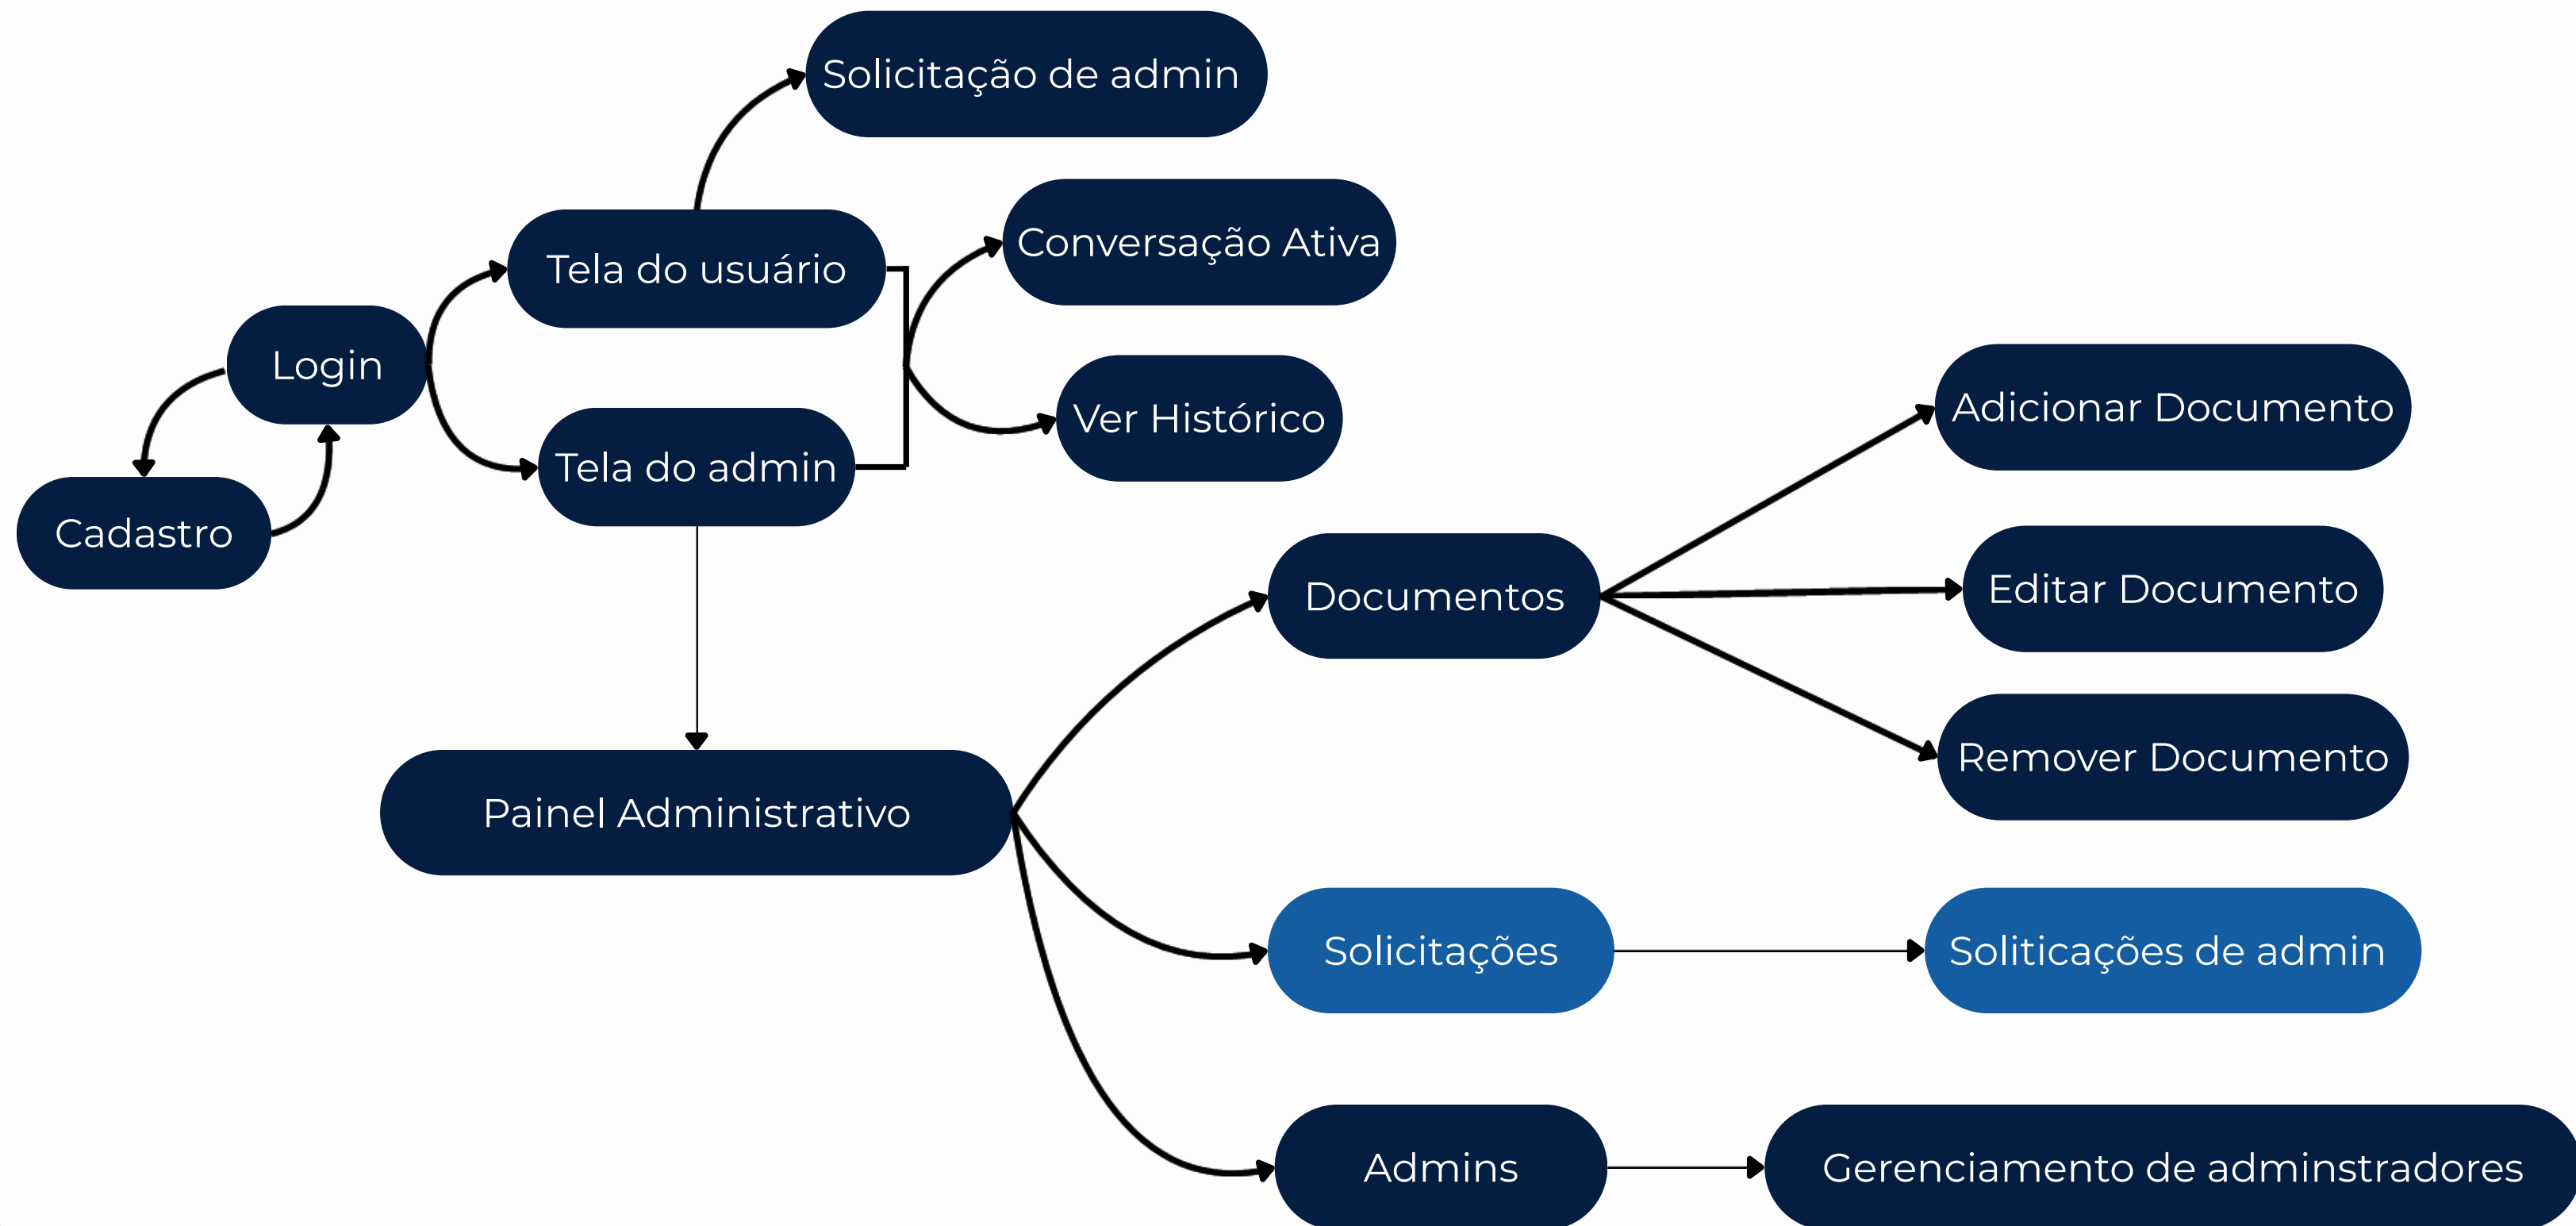 Solicitação de admin
Conversação Ativa
Tela do usuário
Login
Ver Histórico
Tela do admin
Cadastro
Adicionar Documento
Documentos
Editar Documento
Remover Documento
Painel Administrativo
Solicitações
Soliticações de admin
Admins
Gerenciamento de adminstradores